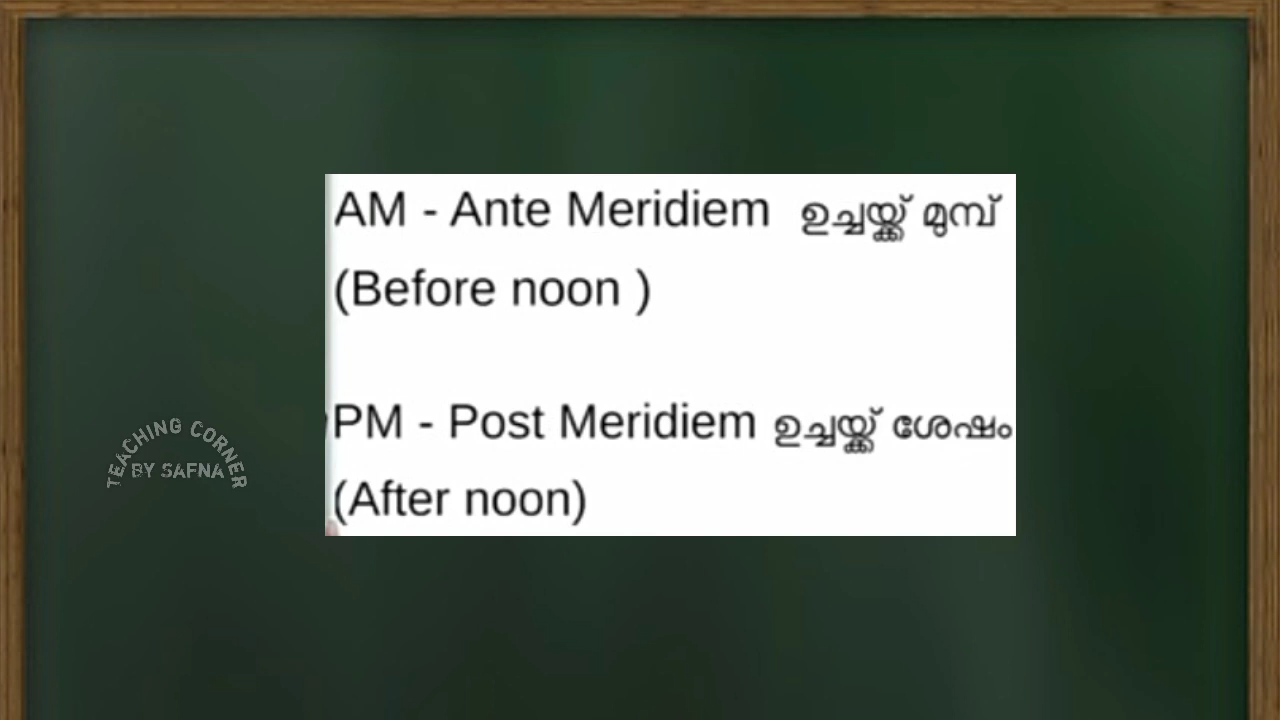 AM - Ante Meridiem ഉച്ചയ്ക്ക് മുമ്പ്
(Before noon )
PM - Post Meridiem ഉച്ചയ്ക്ക് ശേഷം
(After noon)
TEACHING CORNER
BY SAFNA